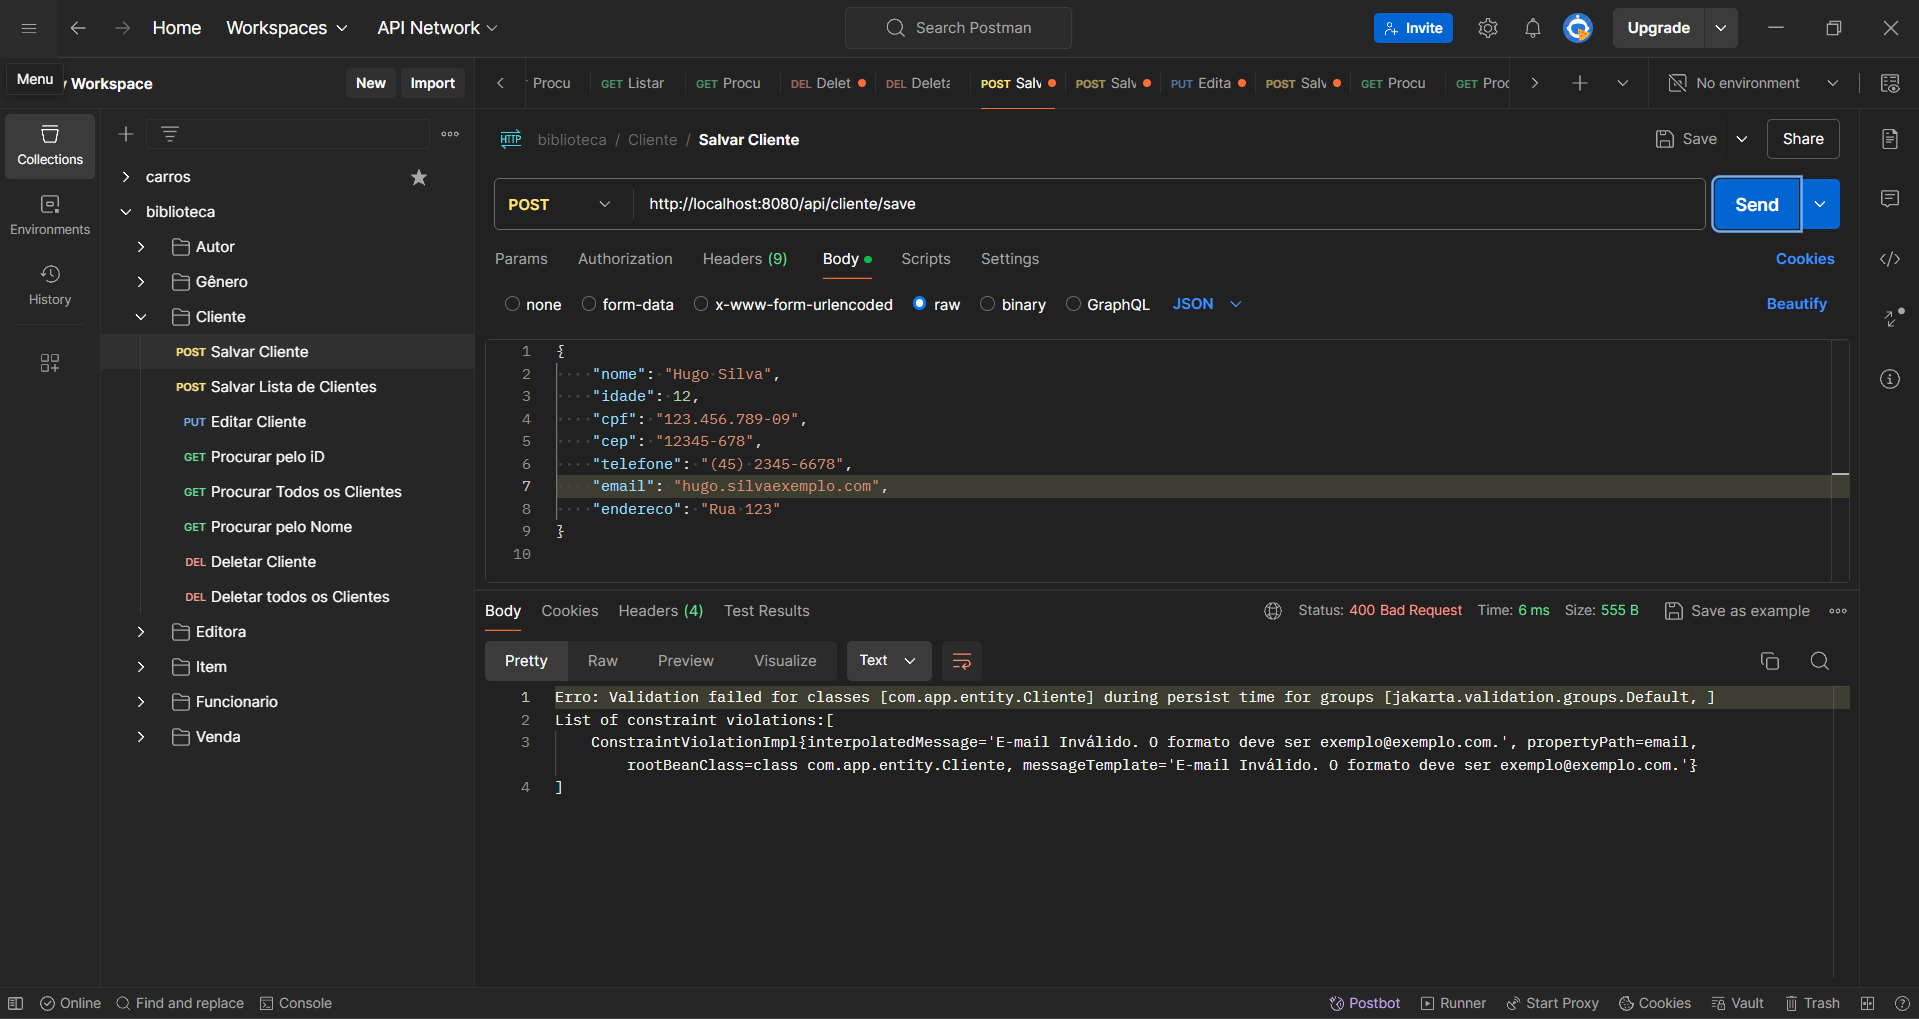 Home Workspaces API Network Search Postman Invite Upgrade
Menu Workspace New Import
Procu GET Listar GET Procu DEL Delet DEL Delet POST Salv POST Salv PUT Edita POST Salv GET Procu GET Proc No environment
Collections
Environments
History
carros
biblioteca
Autor
Gênero
Cliente
POST Salvar Cliente
POST Salvar Lista de Clientes
PUT Editar Cliente
GET Procurar pelo iD
GET Procurar Todos os Clientes
GET Procurar pelo Nome
DEL Deletar Cliente
DEL Deletar todos os Clientes
Editora
Item
Funcionario
Venda
HTTP biblioteca / Cliente / Salvar Cliente Save Share
POST http://localhost:8080/api/cliente/save Send
Params Authorization Headers (9) Body Scripts Settings Cookies
none form-data x-www-form-urlencoded raw binary GraphQL JSON Beautify
1 {
2 "nome": "Hugo Silva",
3 "idade": 12,
4 "cpf": "123.456.789-09",
5 "cep": "12345-678",
6 "telefone": "(45) 2345-6678",
7 "email": "hugo.silvaexemplo.com",
8 "endereco": "Rua 123"
9 }
10
Body Cookies Headers (4) Test Results Status: 400 Bad Request Time: 6 ms Size: 555 B Save as example
Pretty Raw Preview Visualize Text
1 Erro: Validation failed for classes [com.app.entity.Cliente] during persist time for groups [jakarta.validation.groups.Default, ]
2 List of constraint violations:[
3 ConstraintViolationImpl{interpolatedMessage='E-mail Inválido. O formato deve ser exemplo@exemplo.com.', propertyPath=email,
rootBeanClass=class com.app.entity.Cliente, messageTemplate='E-mail Inválido. O formato deve ser exemplo@exemplo.com.'}
4 ]
Online Find and replace Console Postbot Runner Start Proxy Cookies Vault Trash